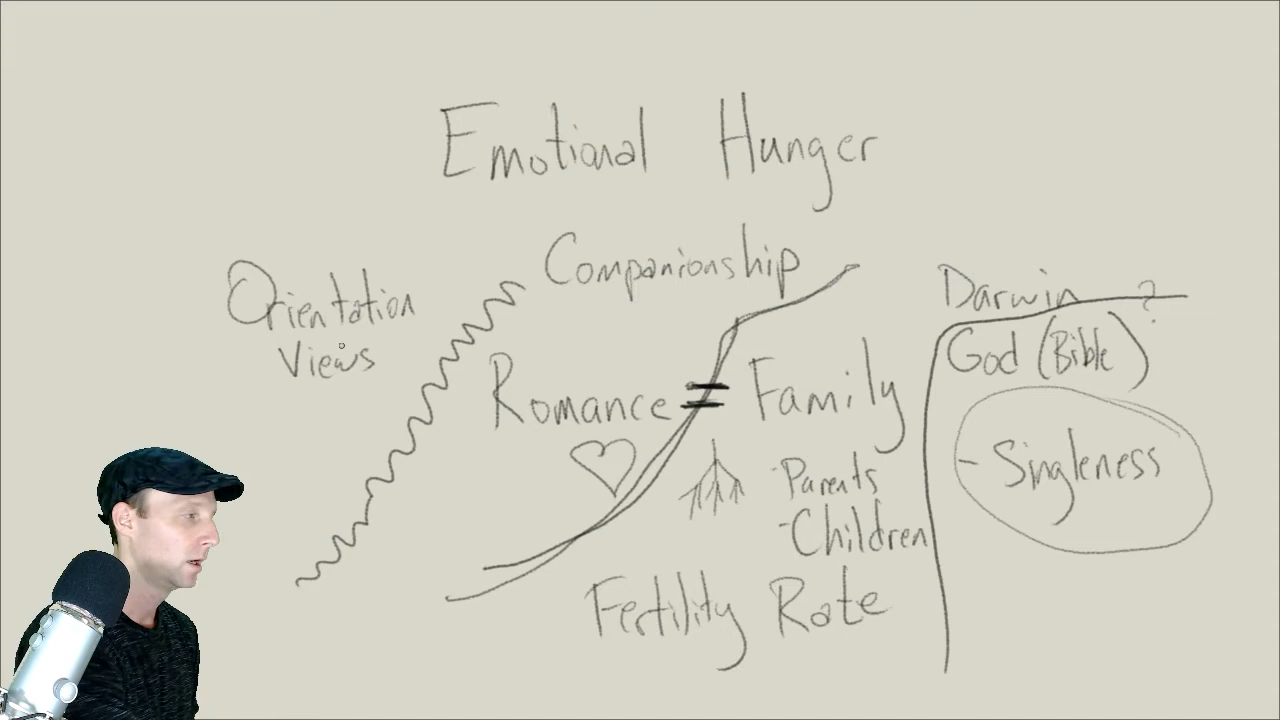 Emotional Hunger
Companionship
Orientation
Views
Romance = Family
- Parents
- Children
Fertility Rate
Darwin ?
God (Bible)
- Singleness